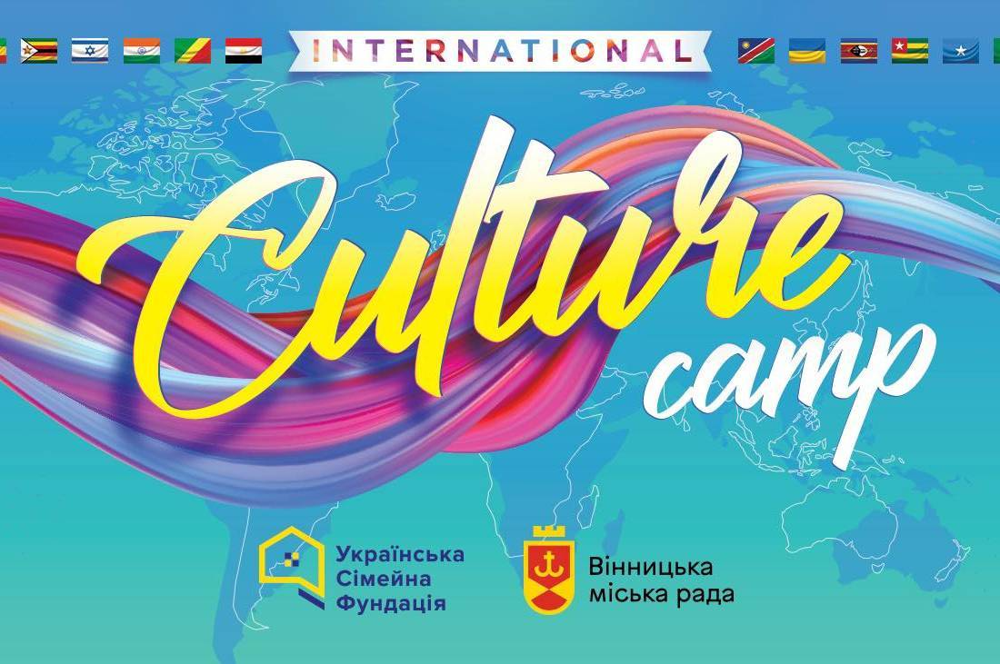 INTERNATIONAL
Culture
camp
Українська
Сімейна
Фундація
Вінницька
міська рада